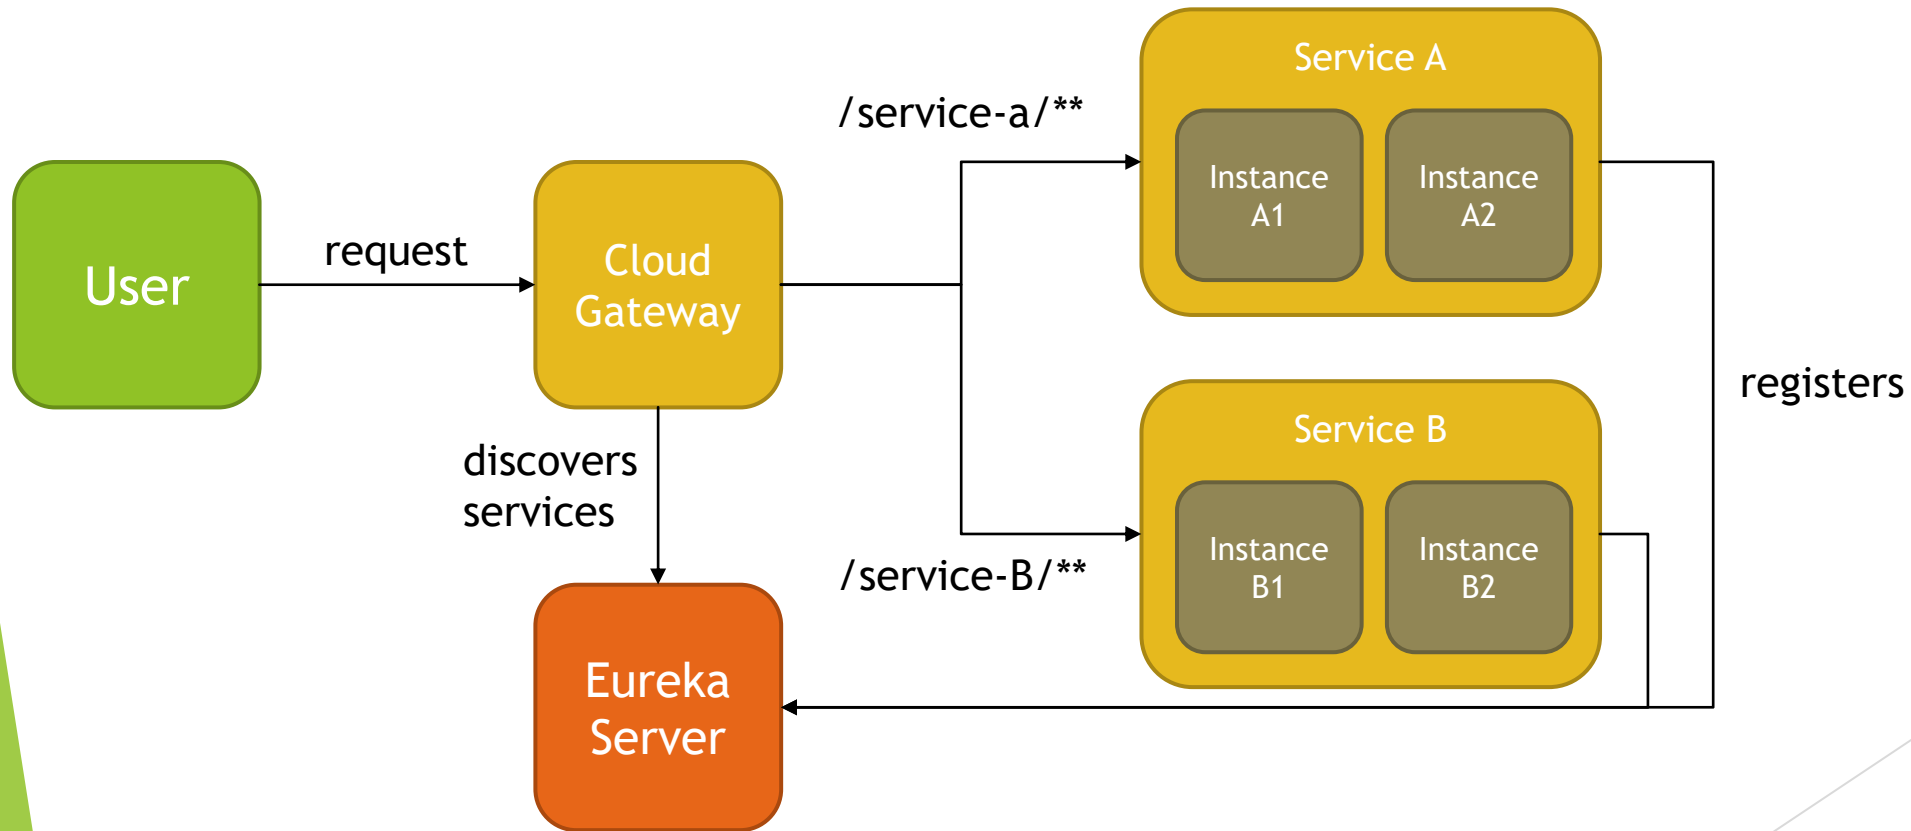 User
request
Cloud
Gateway
discovers
services
Eureka
Server
/service-a/**
Service A
Instance
A1
Instance
A2
/service-B/**
Service B
Instance
B1
Instance
B2
registers